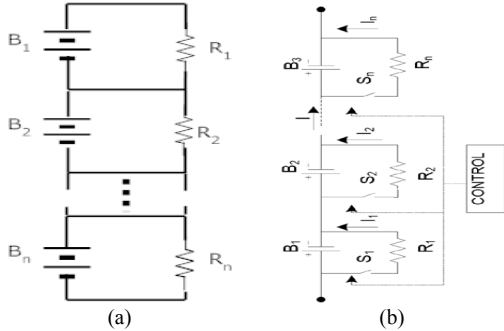 B1
R1
B2
R2
Bn
Rn
(a)
In
B3
Sn
Rn
I
I2
B2
S2
R2
I1
B1
S1
R1
CONTROL
(b)